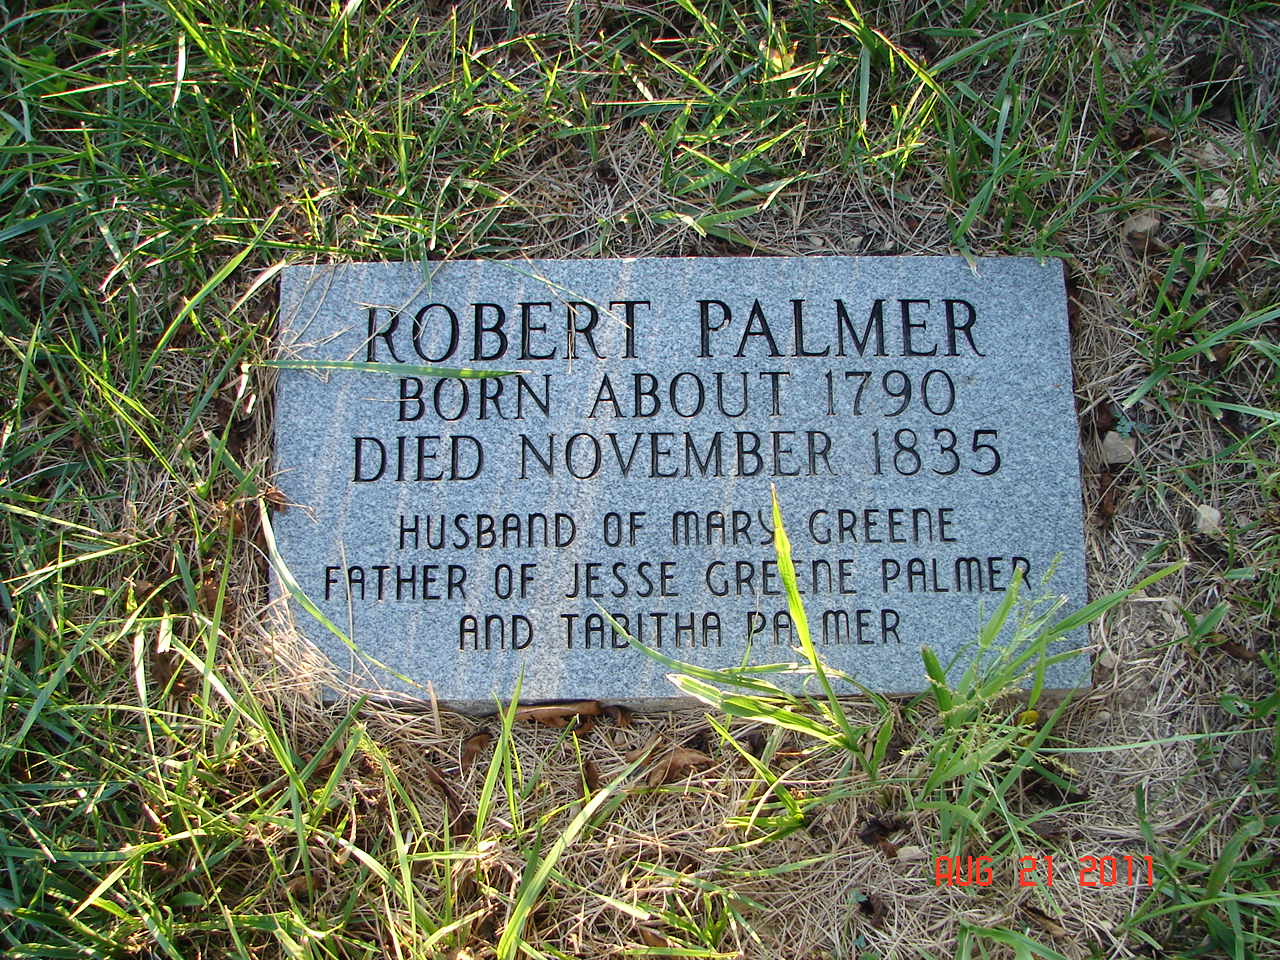 ROBERT PALMER
BORN ABOUT 1790
DIED NOVEMBER 1835
HUSBAND OF MARY GREENE
FATHER OF JESSE GREENE PALMER
AND TABITHA PALMER
AUG 21 2011